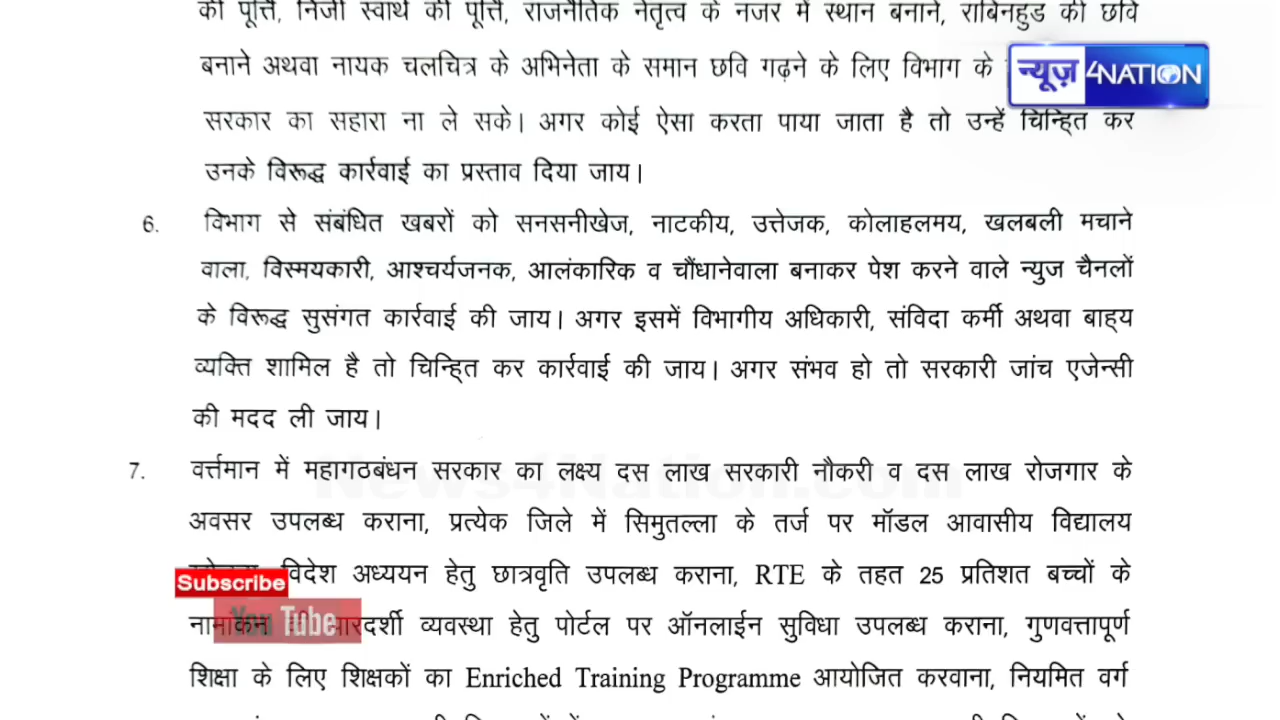 की पूर्त्ति, निजी स्वार्थ की पूर्त्ति, राजनैतिक नेतृत्व के नजर में स्थान बनाने, राबिनहुड की छवि
बनाने अथवा नायक चलचित्र के अभिनेता के समान छवि गढ़ने के लिए विभाग के
न्यूज़ 4NATION
सरकार का सहारा ना ले सके। अगर कोई ऐसा करता पाया जाता है तो उन्हें चिन्हि्त कर
उनके विरूद्ध कार्रवाई का प्रस्ताव दिया जाय।
6. विभाग से संबंधित खबरों को सनसनीखेज, नाटकीय, उत्तेजक, कोलाहलमय, खलबली मचाने
वाला, विस्मयकारी, आश्चर्यजनक, आलंकारिक व चौंधानेवाला बनाकर पेश करने वाले न्युज चैनलों
के विरूद्ध सुसंगत कार्रवाई की जाय। अगर इसमें विभागीय अधिकारी, संविदा कर्मी अथवा बाह्य
व्यक्ति शामिल है तो चिन्हि्त कर कार्रवाई की जाय। अगर संभव हो तो सरकारी जांच एजेन्सी
की मदद ली जाय।
7. वर्त्तमान में महागठबंधन सरकार का लक्ष्य दस लाख सरकारी नौकरी व दस लाख रोजगार के
News4Nation.com
अवसर उपलब्ध कराना, प्रत्येक जिले में सिमुतल्ला के तर्ज पर मॉडल आवासीय विद्यालय
विदेश अध्ययन हेतु छात्रवृति उपलब्ध कराना, RTE के तहत 25 प्रतिशत बच्चों के
Subscribe
नामांकन पारदर्शी व्यवस्था हेतु पोर्टल पर ऑनलाईन सुविधा उपलब्ध कराना, गुणवत्तापूर्ण
You Tube
शिक्षा के लिए शिक्षकों का Enriched Training Programme आयोजित करवाना, नियमित वर्ग